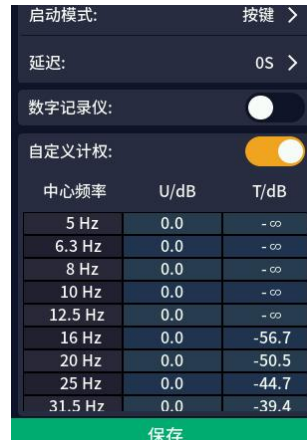 启动模式: 按键 >
延迟: 0S >
数字记录仪:
自定义计权:
中心频率 U/dB T/dB
5 Hz 0.0 -∞
6.3 Hz 0.0 -∞
8 Hz 0.0 -∞
10 Hz 0.0 -∞
12.5 Hz 0.0 -∞
16 Hz 0.0 -56.7
20 Hz 0.0 -50.5
25 Hz 0.0 -44.7
31.5 Hz 0.0 -39.4
保存